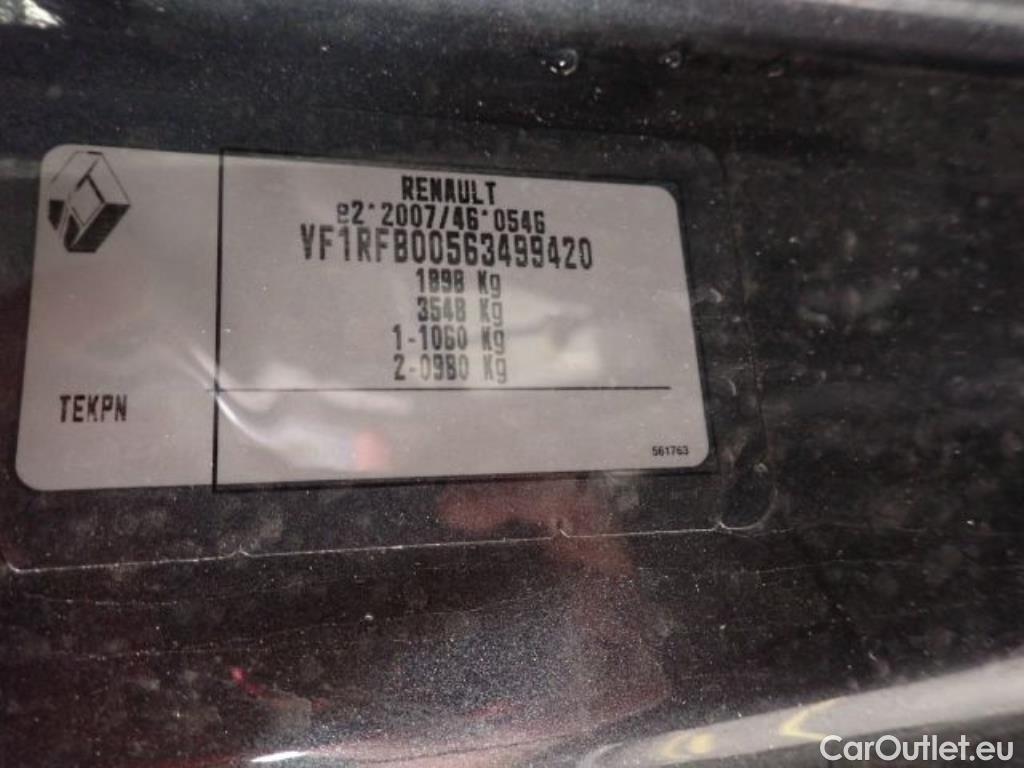 RENAULT
e2*2007/46*0546
VF1RFB00563499420
1898 Kg
3548 Kg
1-1060 Kg
2-0980 Kg
TEKPN
561763
CarOutlet.eu